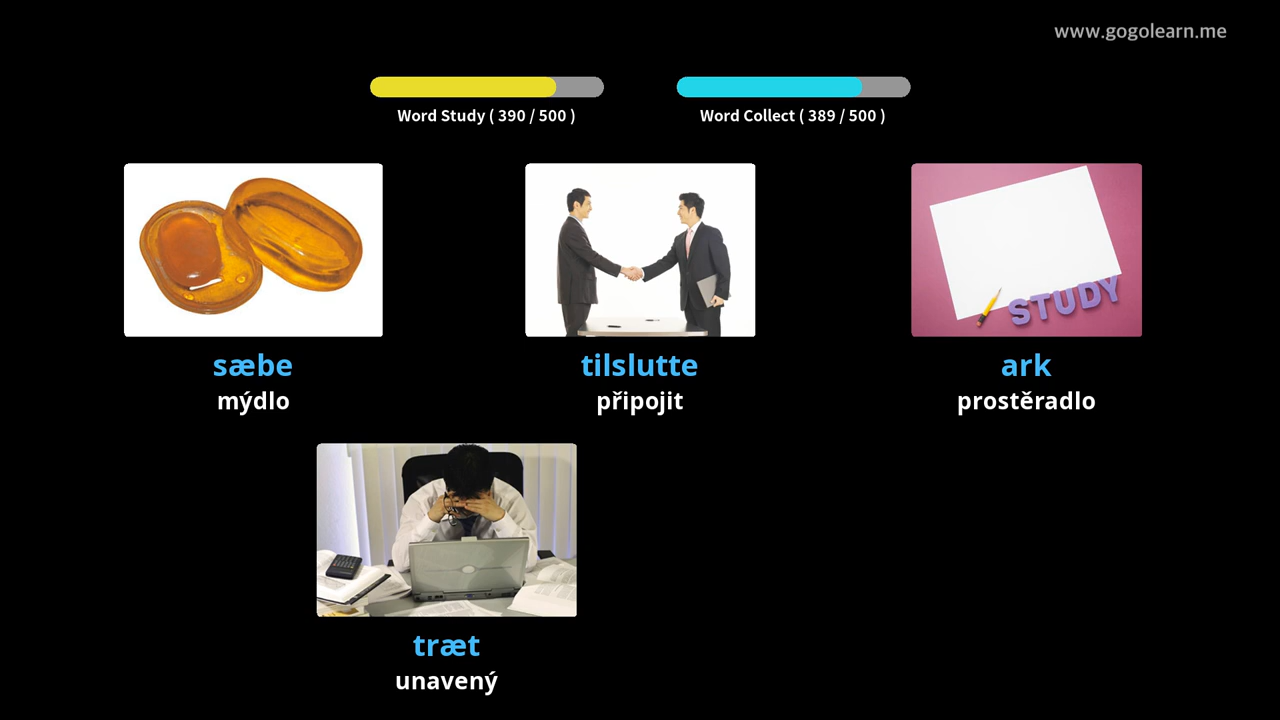 www.gogolearn.me
Word Study ( 390 / 500 )
Word Collect ( 389 / 500 )
sæbe
mýdlo
tilslutte
připojit
STUDY
ark
prostěradlo
træt
unavený